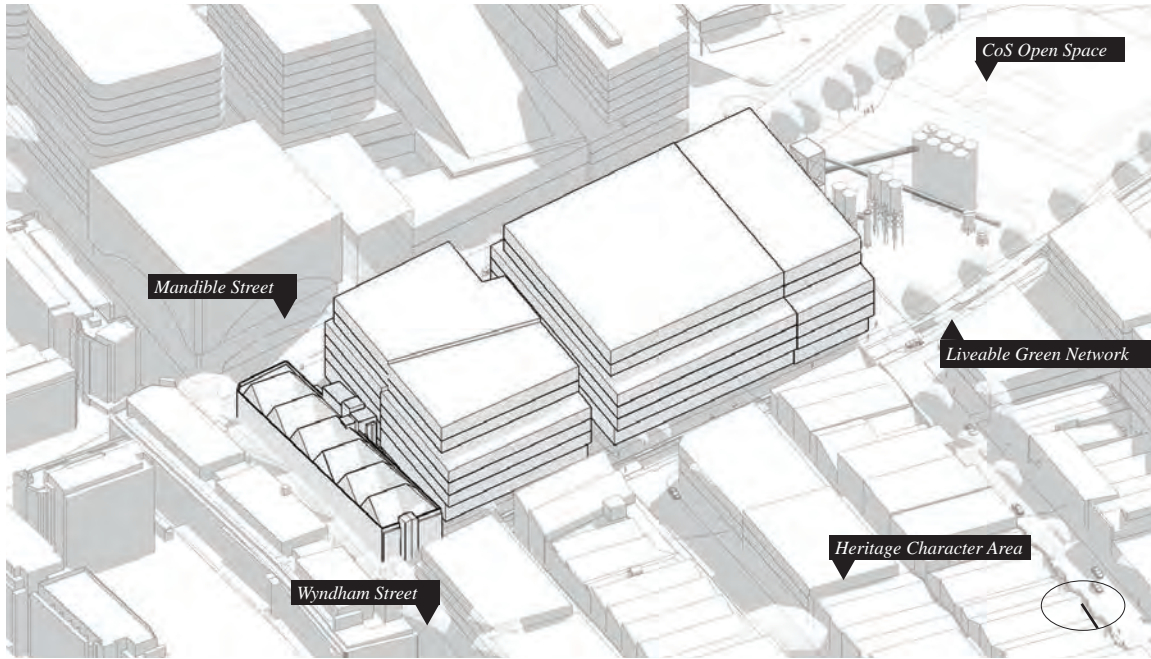 CoS Open Space
Mandible Street
Liveable Green Network
Heritage Character Area
Wyndham Street